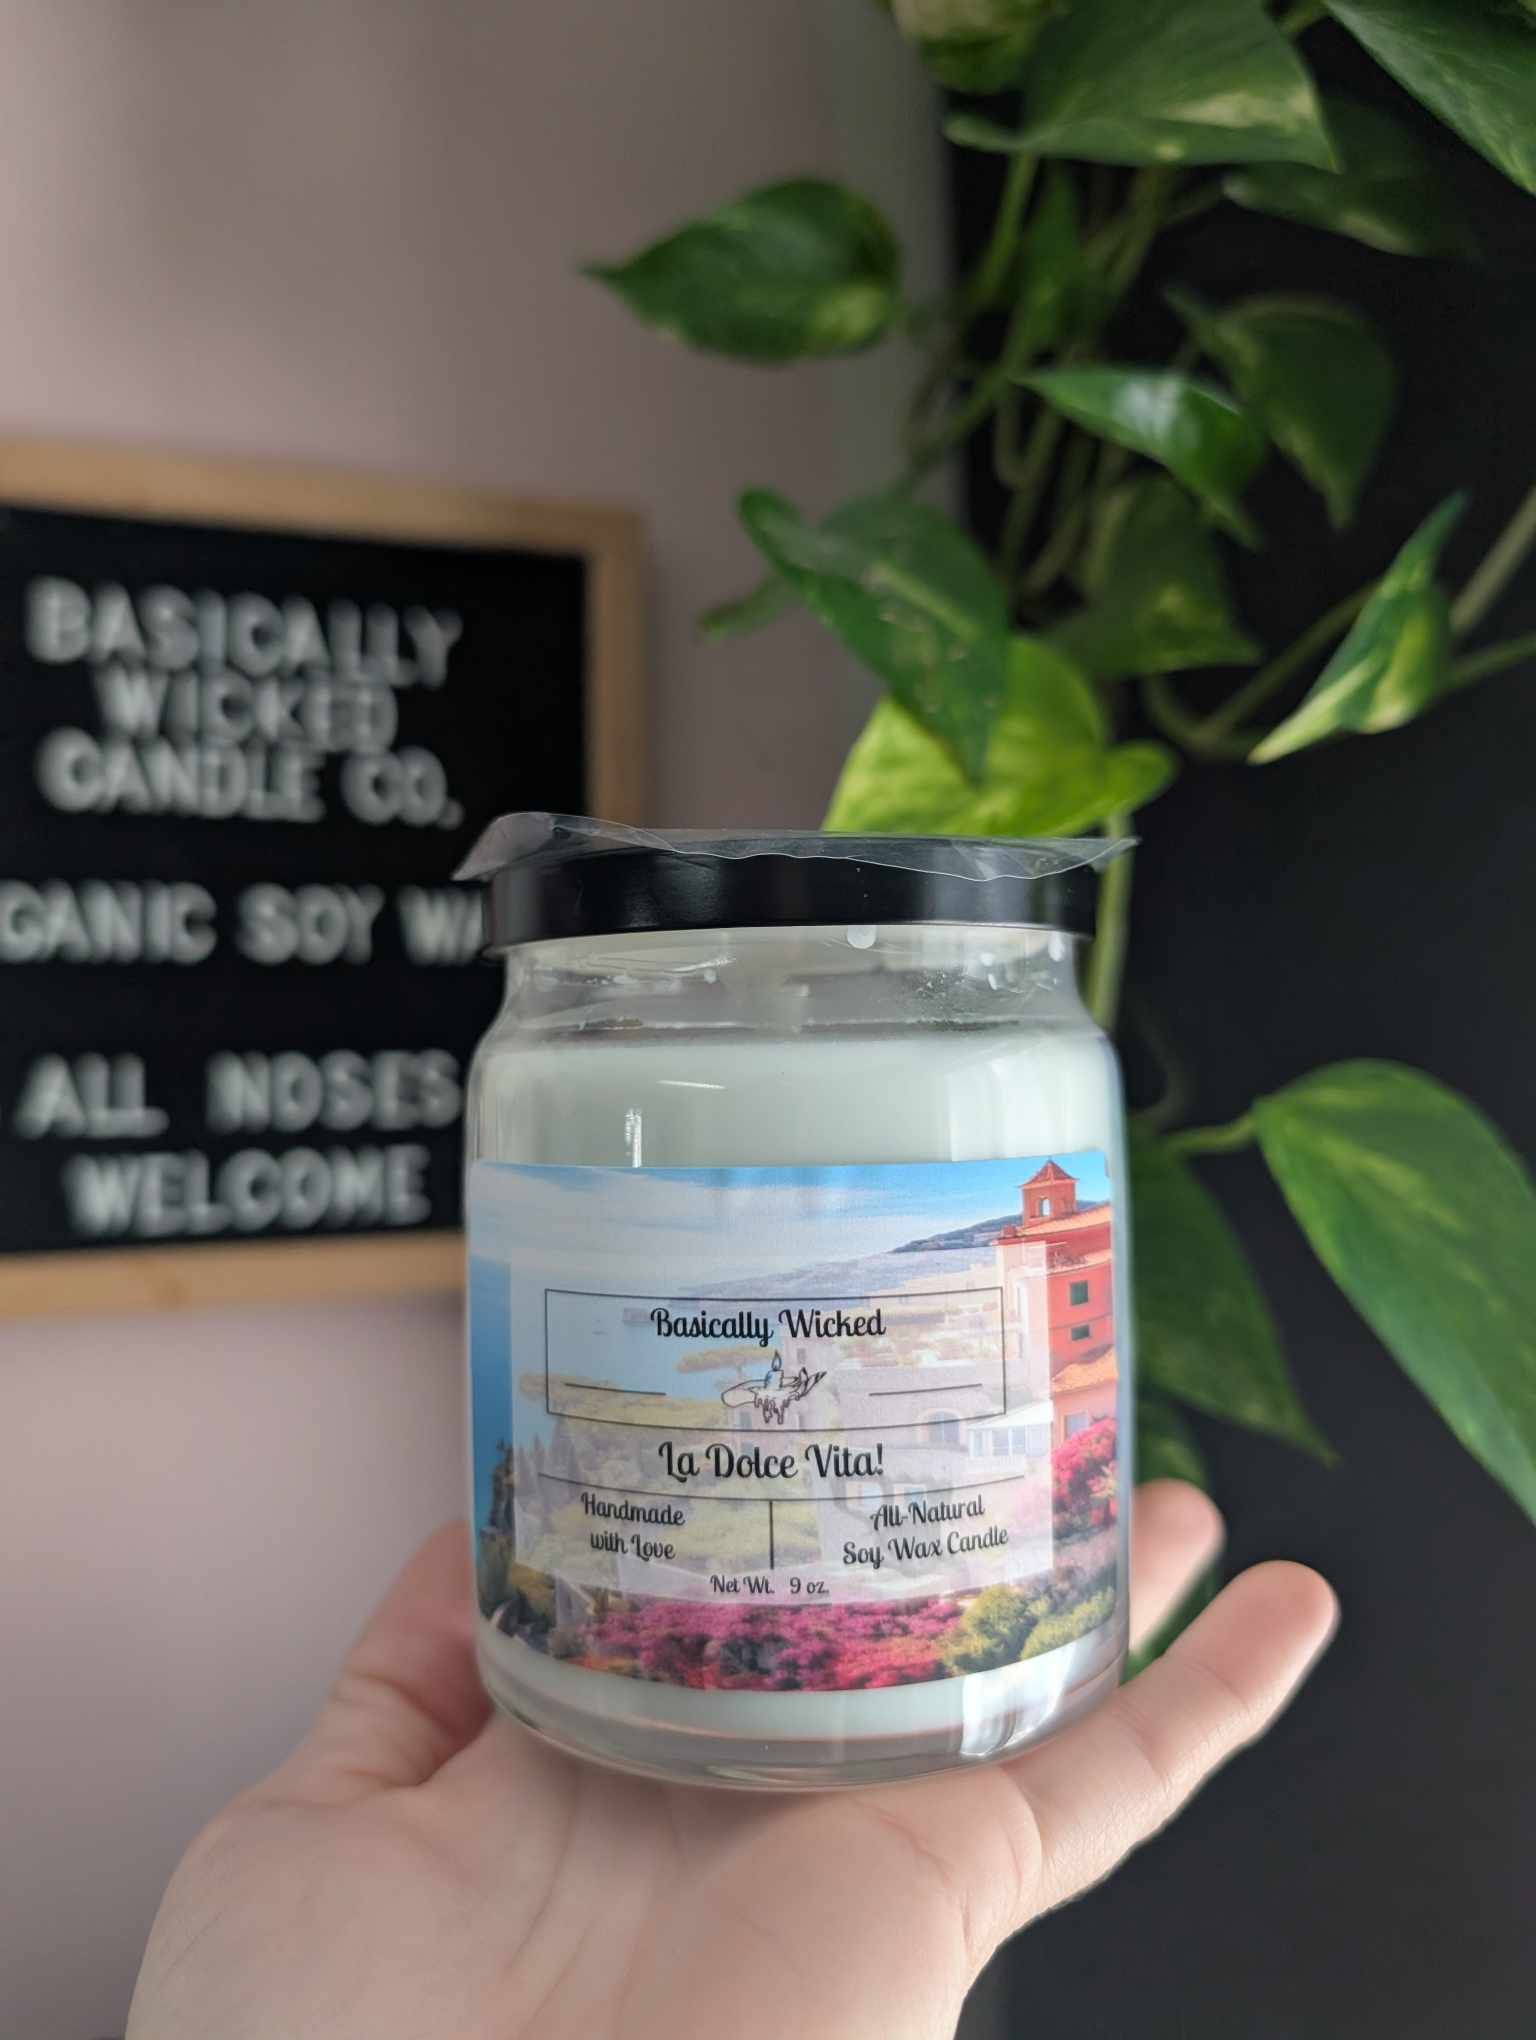 BASICALLY
WICKED
CANDLE CO.
GANIC SOY WA
ALL NOSES
WELCOME
Basically Wicked
La Dolce Vita!
Handmade
with Love
All-Natural
Soy Wax Candle
Net Wt. 9 oz.